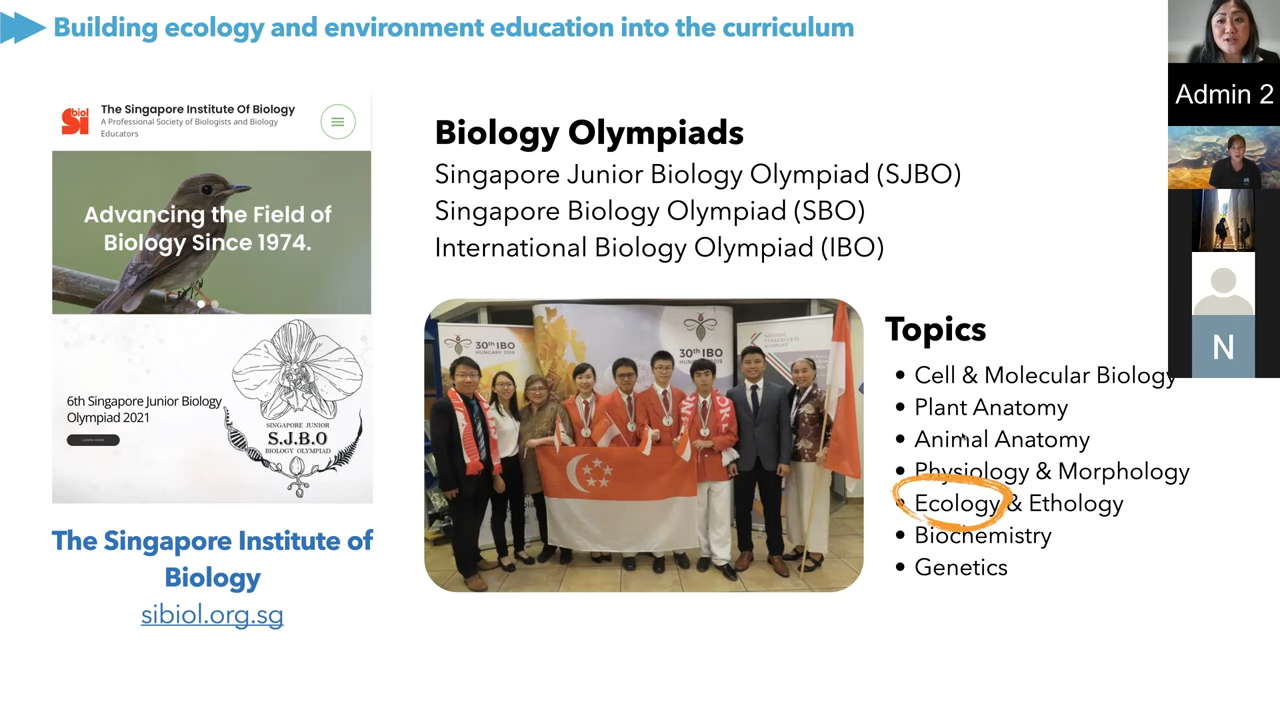 Building ecology and environment education into the curriculum
Admin 2
biol
Si
The Singapore Institute Of Biology
A Professional Society of Biologists and Biology
Educators
Advancing the Field of
Biology Since 1974.
6th Singapore Junior Biology
Olympiad 2021
SINGAPORE JUNIOR
S.J.B.O
BIOLOGY OLYMPIAD
The Singapore Institute of
Biology
sibiol.org.sg
Biology Olympiads
Singapore Junior Biology Olympiad (SJBO)
Singapore Biology Olympiad (SBO)
International Biology Olympiad (IBO)
30th IBO
HUNGARY 2019
30th IBO
HUNGARY 2019
Topics
• Cell & Molecular Biology
• Plant Anatomy
• Animal Anatomy
• Physiology & Morphology
• Ecology & Ethology
• Biochemistry
• Genetics
N